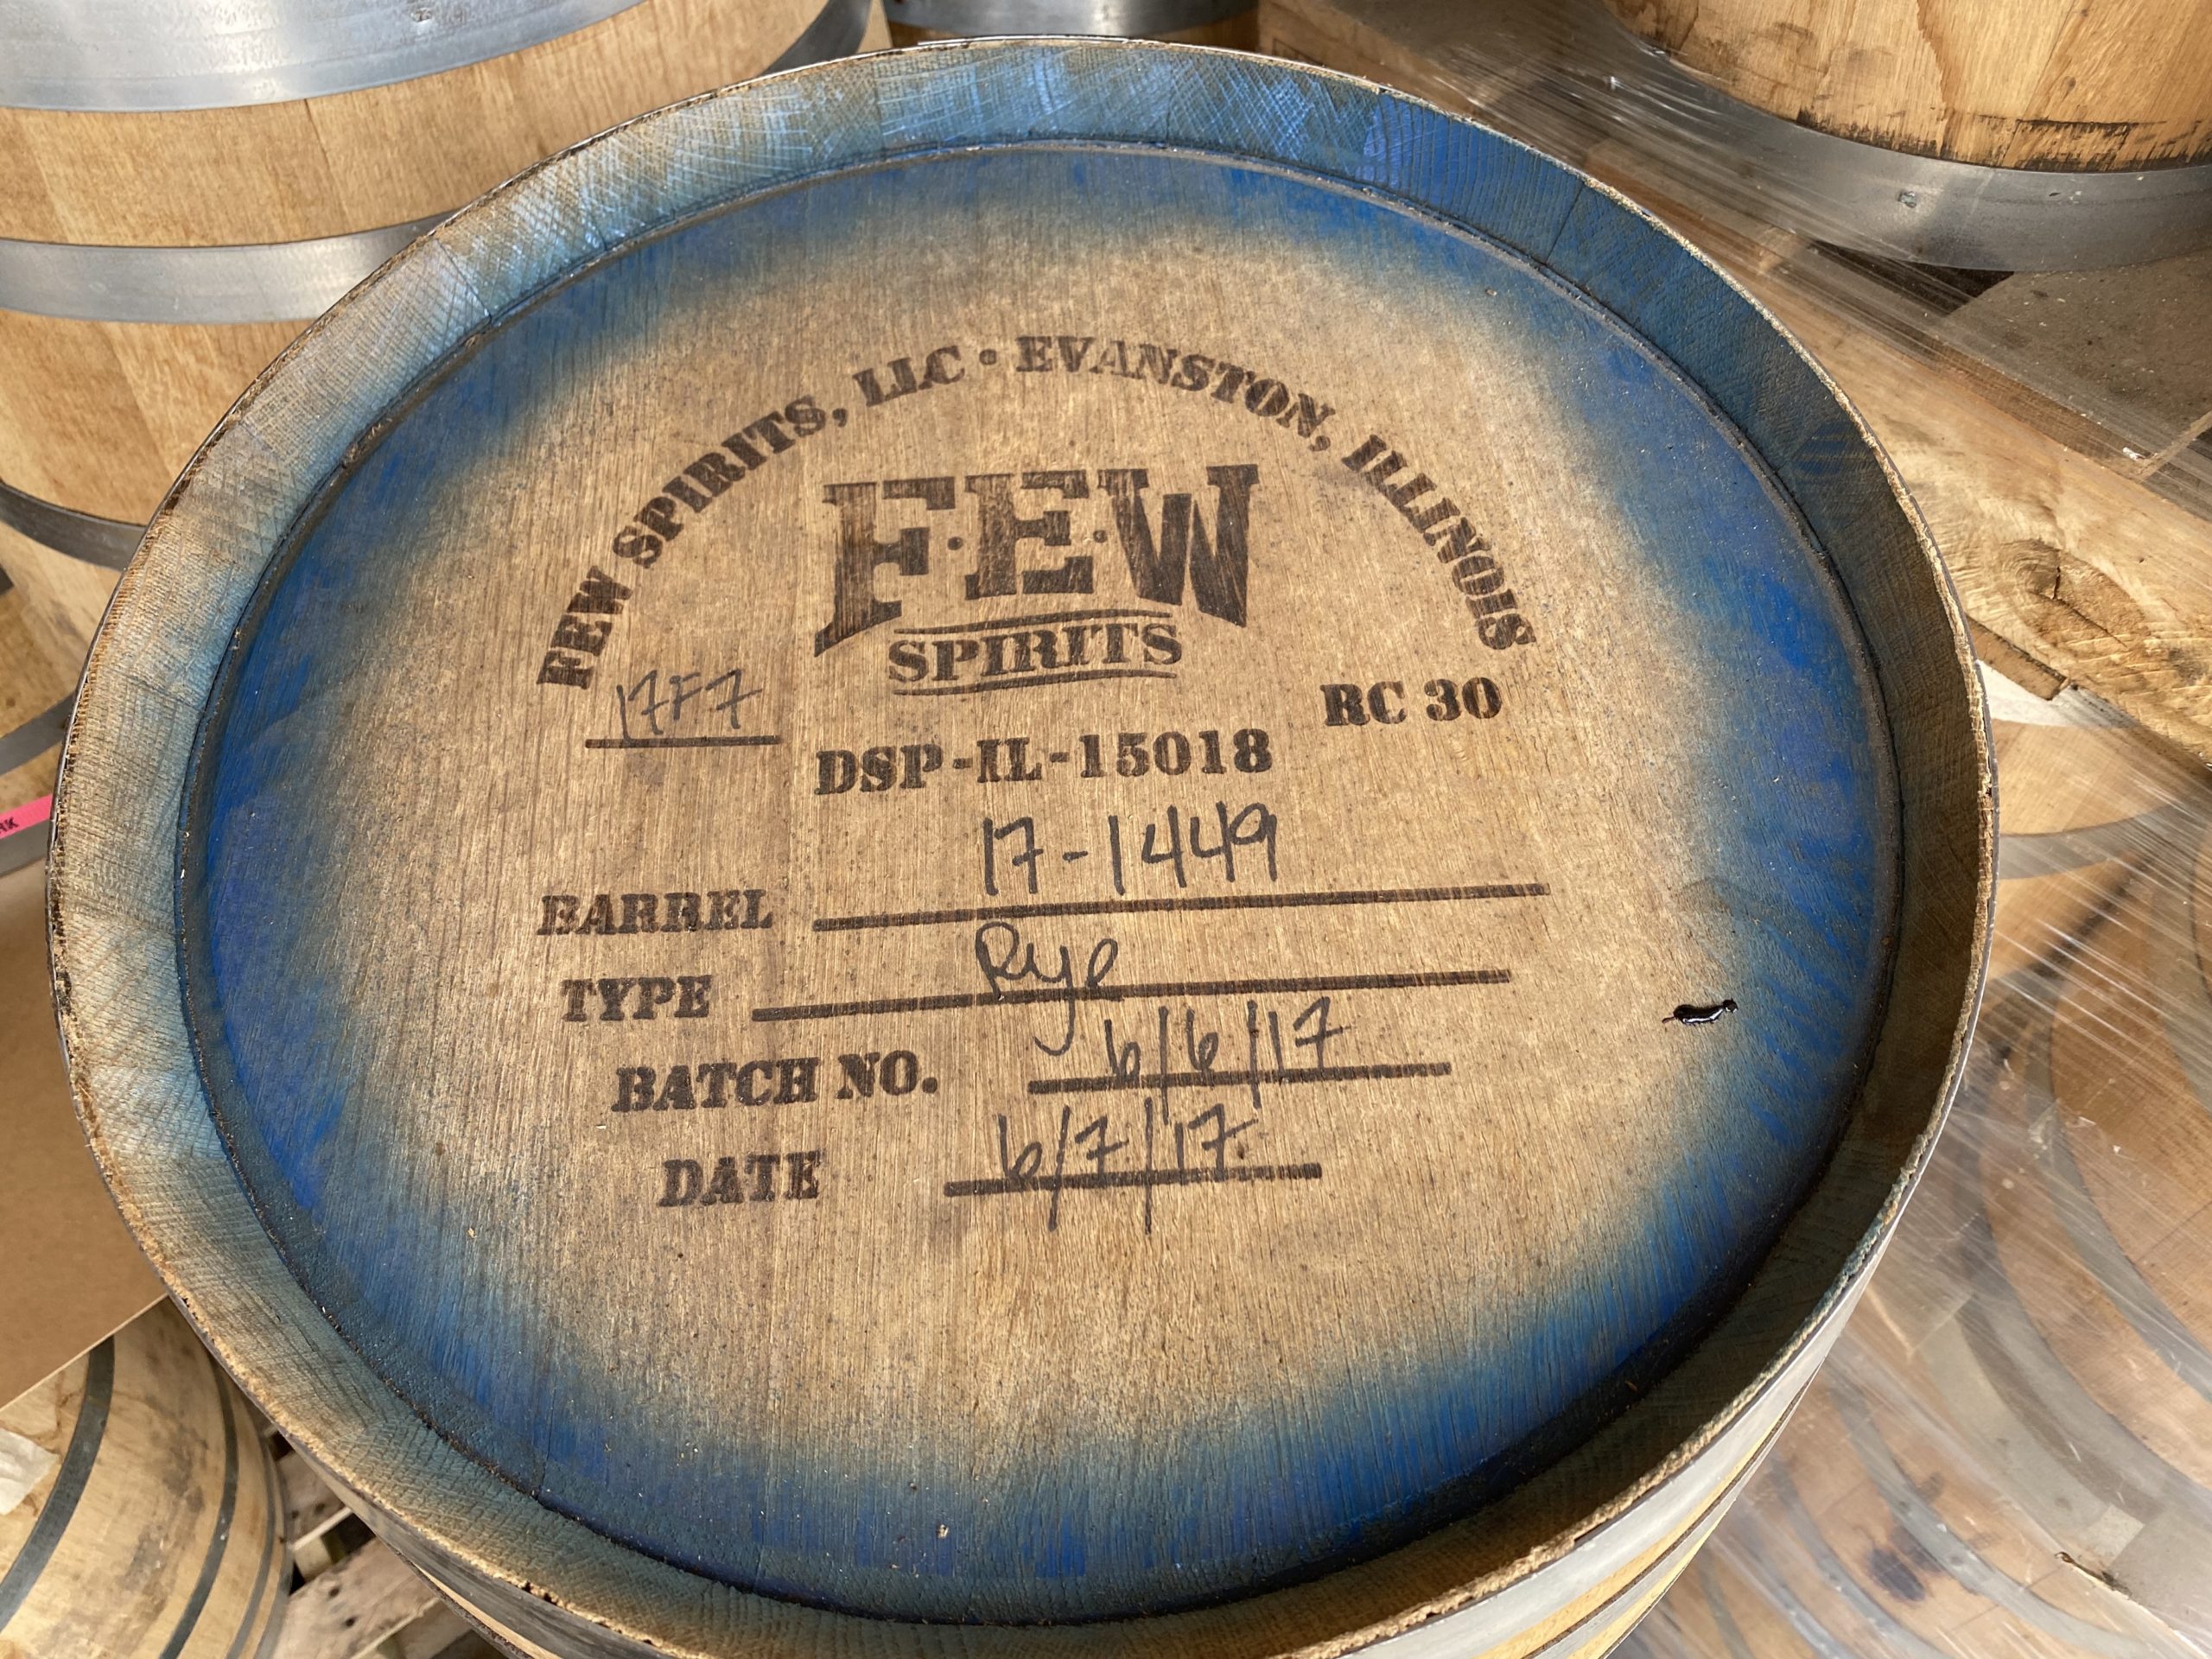 FEW SPIRITS, LLC • EVANSTON, ILLINOIS
F·E·W
SPIRITS
17F7
RC 30
DSP-IL-15018
BARREL 17-1449
TYPE Rye
BATCH NO. 6/6/17
DATE 6/7/17